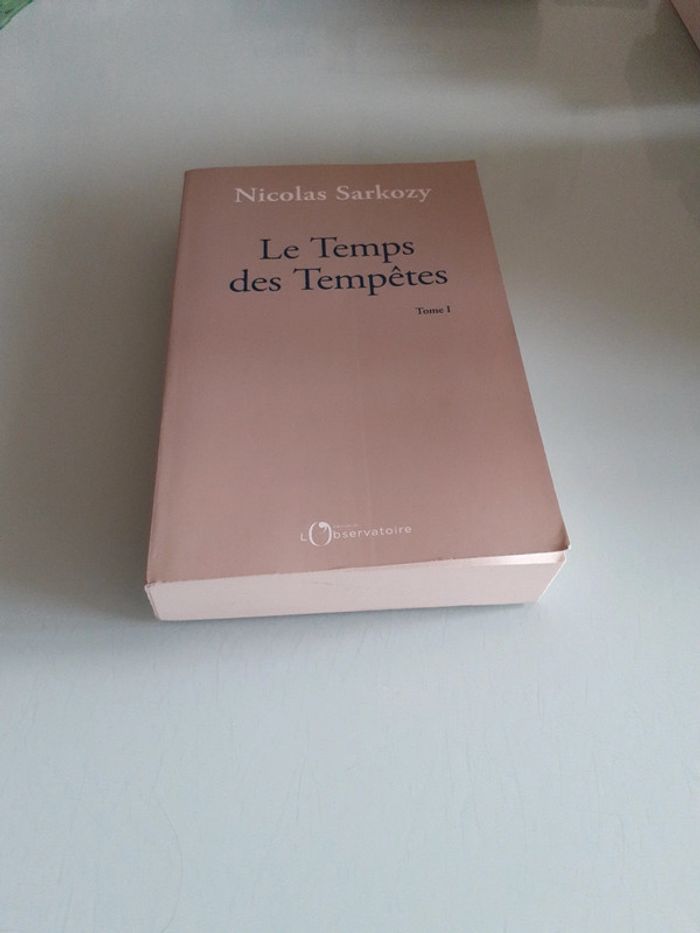 Nicolas Sarkozy
Le Temps
des Tempêtes
Tome I
L'Observatoire